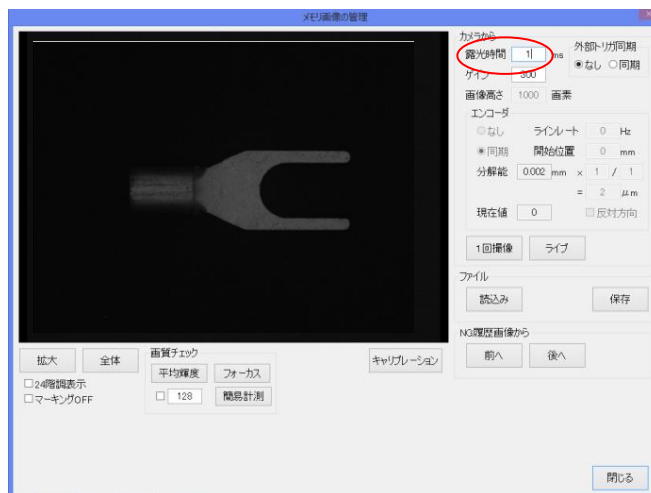 メモリ画像の管理
カメラから
露光時間 1 ms
外部トリガ同期
なし 同期
ゲイン 300
画像高さ 1000 画素
エンコーダ
なし ラインレート 0 Hz
同期 開始位置 0 mm
分解能 0.002 mm × 1 / 1
= 2 μm
現在値 0 反対方向
1回撮像 ライブ
ファイル
読込み 保存
NG履歴画像から
前へ 後へ
拡大 全体
24階調表示
マーキングOFF
画質チェック
平均輝度 フォーカス
128 簡易計測
キャリブレーション
閉じる